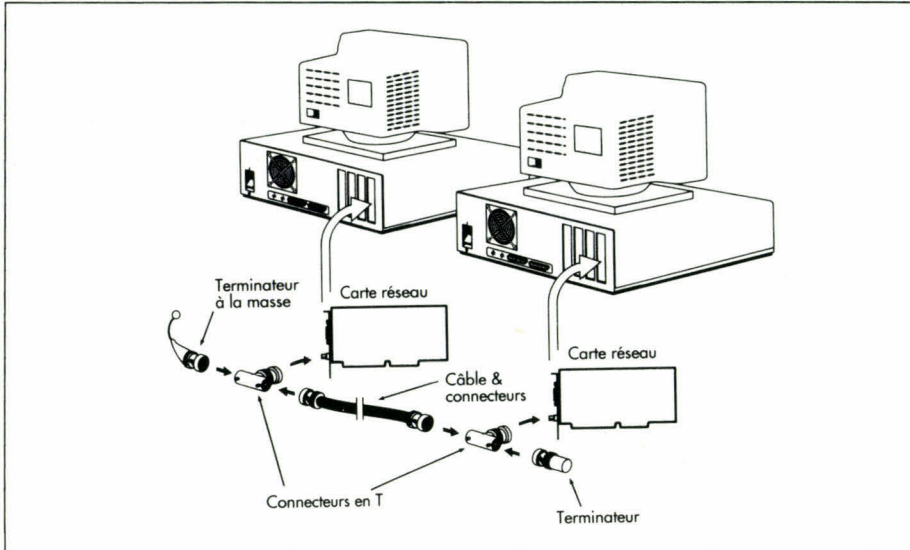 Terminateur
à la masse
Carte réseau
Carte réseau
Câble &
connecteurs
Connecteurs en T
Terminateur